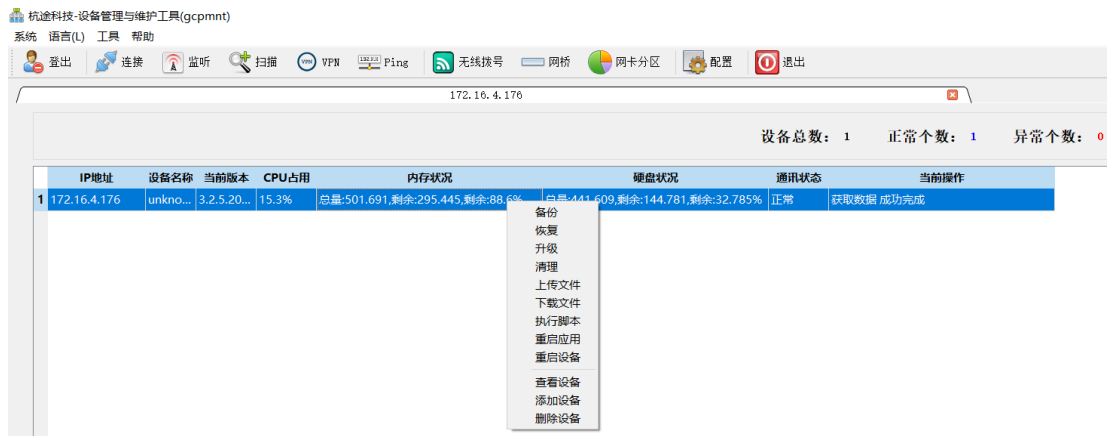 杭途科技-设备管理与维护工具(gcpmnt)
系统 语言(L) 工具 帮助
登出 连接 监听 扫描 VPN VPN Ping 无线拨号 网桥 网卡分区 配置 退出
172.16.4.176
设备总数: 1 正常个数: 1 异常个数: 0
IP地址 设备名称 当前版本 CPU占用 内存状况 硬盘状况 通讯状态 当前操作
1 172.16.4.176 unkno... 3.2.5.20... 15.3% 总量:501.691,剩余:295.445,剩余:88.6% 总量:441.609,剩余:144.781,剩余:32.785% 正常 获取数据 成功完成
备份
恢复
升级
清理
上传文件
下载文件
执行脚本
重启应用
重启设备
查看设备
添加设备
删除设备